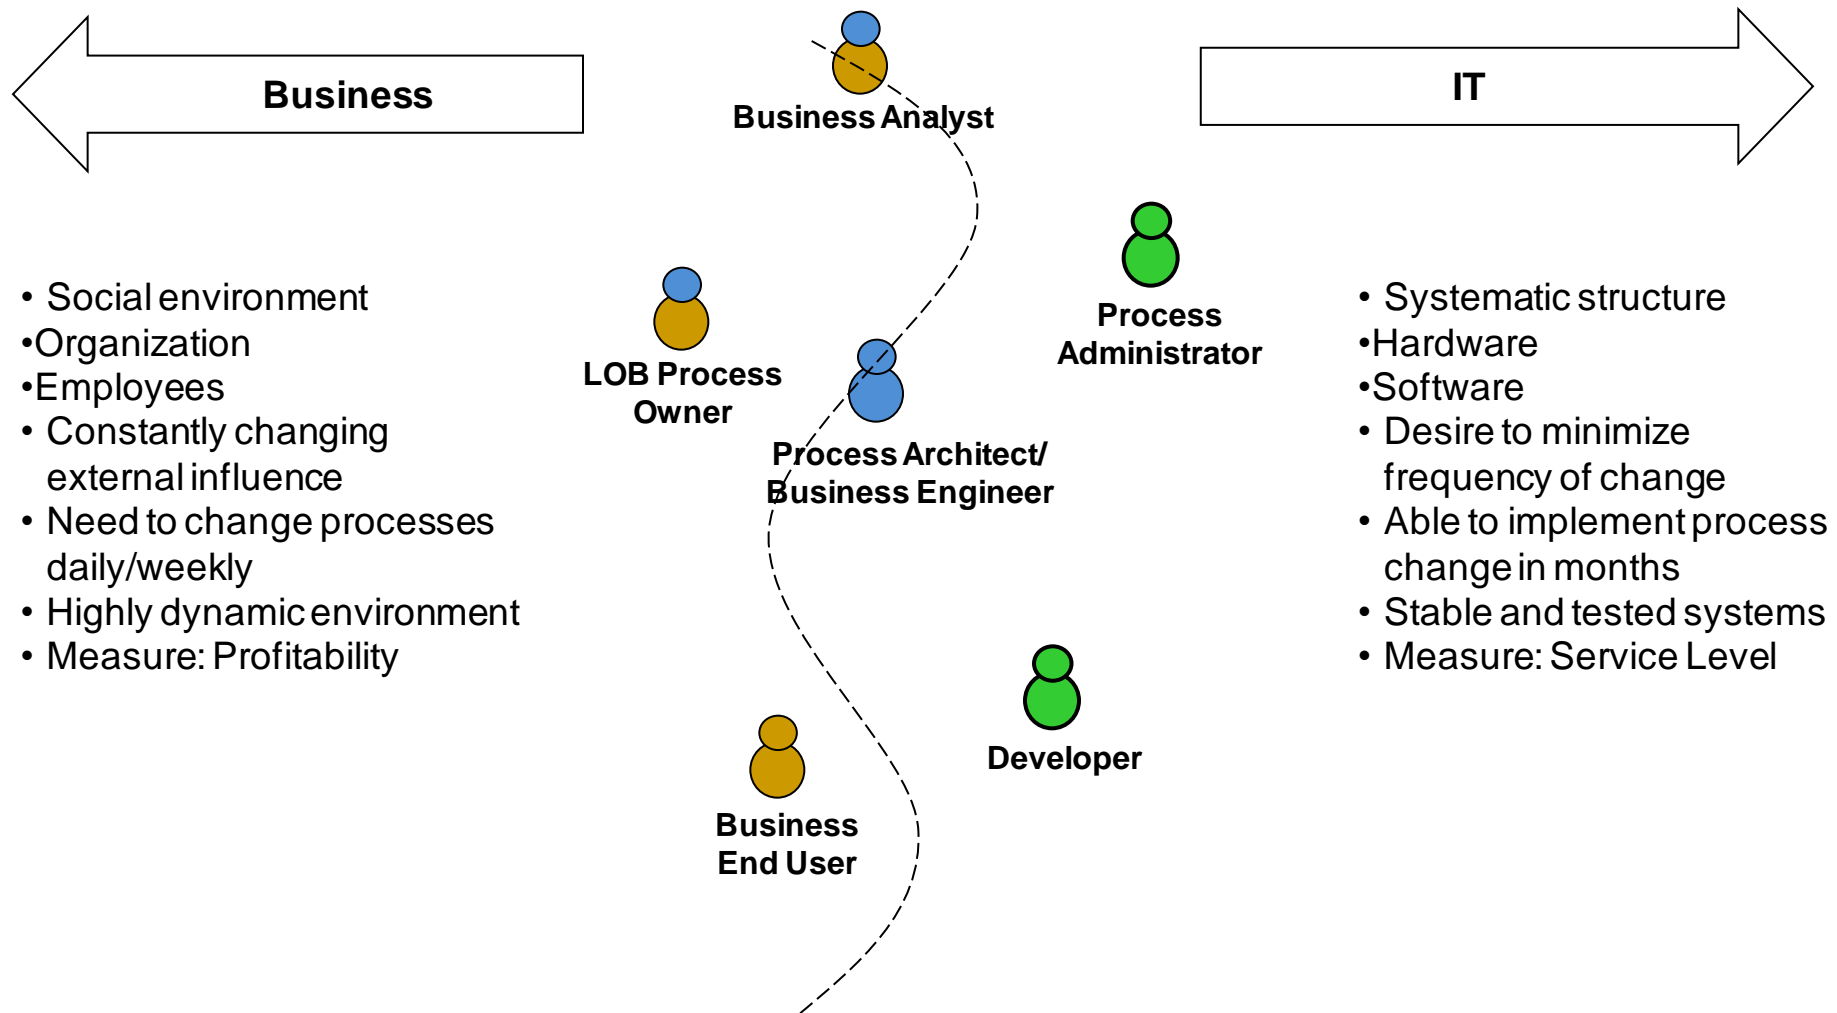 Business
Business Analyst
IT
• Social environment
•Organization
•Employees
• Constantly changing
external influence
• Need to change processes
daily/weekly
• Highly dynamic environment
• Measure: Profitability
LOB Process
Owner
Process Architect/
Business Engineer
Process
Administrator
Business
End User
Developer
• Systematic structure
•Hardware
•Software
• Desire to minimize
frequency of change
• Able to implement process
change in months
• Stable and tested systems
• Measure: Service Level